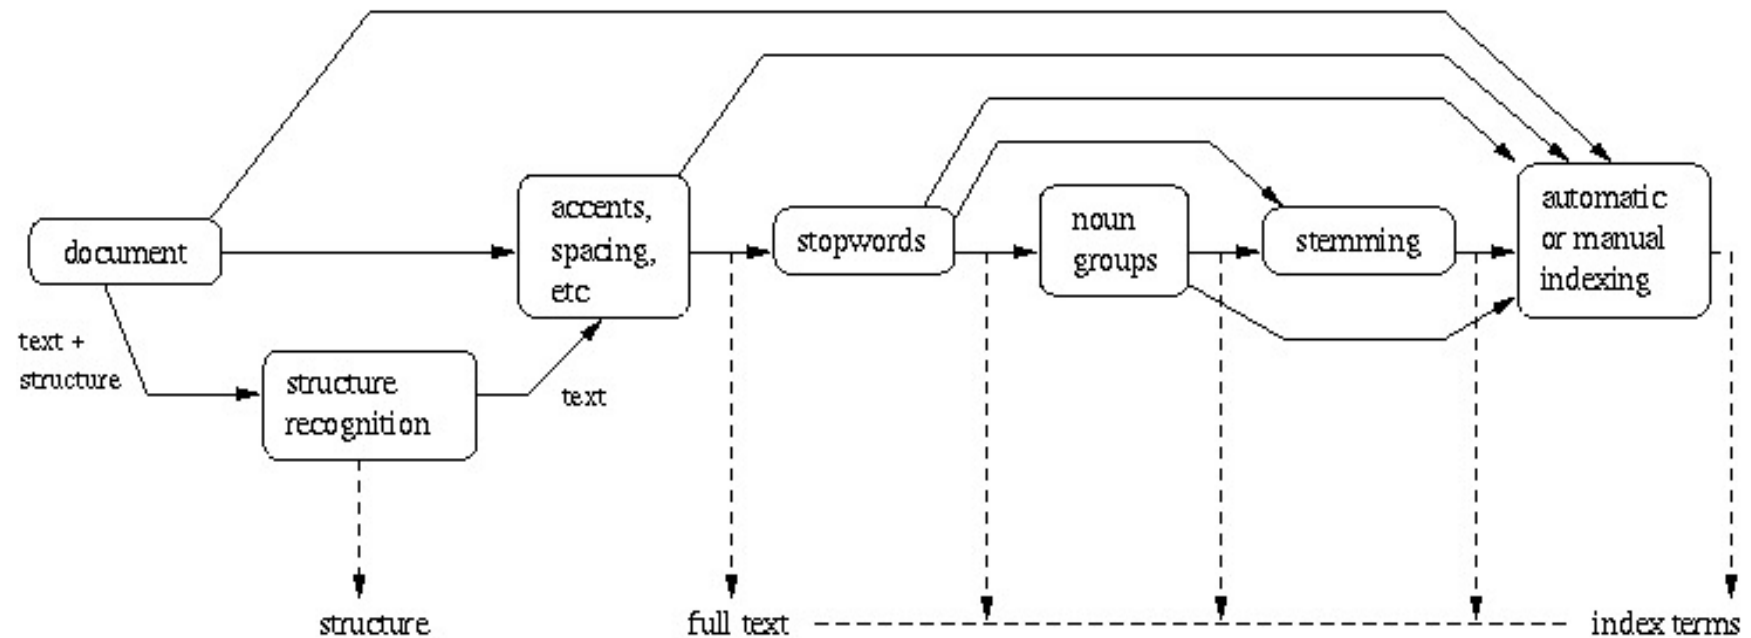 document
text +
structure
structure
recognition
text
accents,
spacing,
etc
stopwords
noun
groups
stemming
automatic
or manual
indexing
structure
full text
index terms